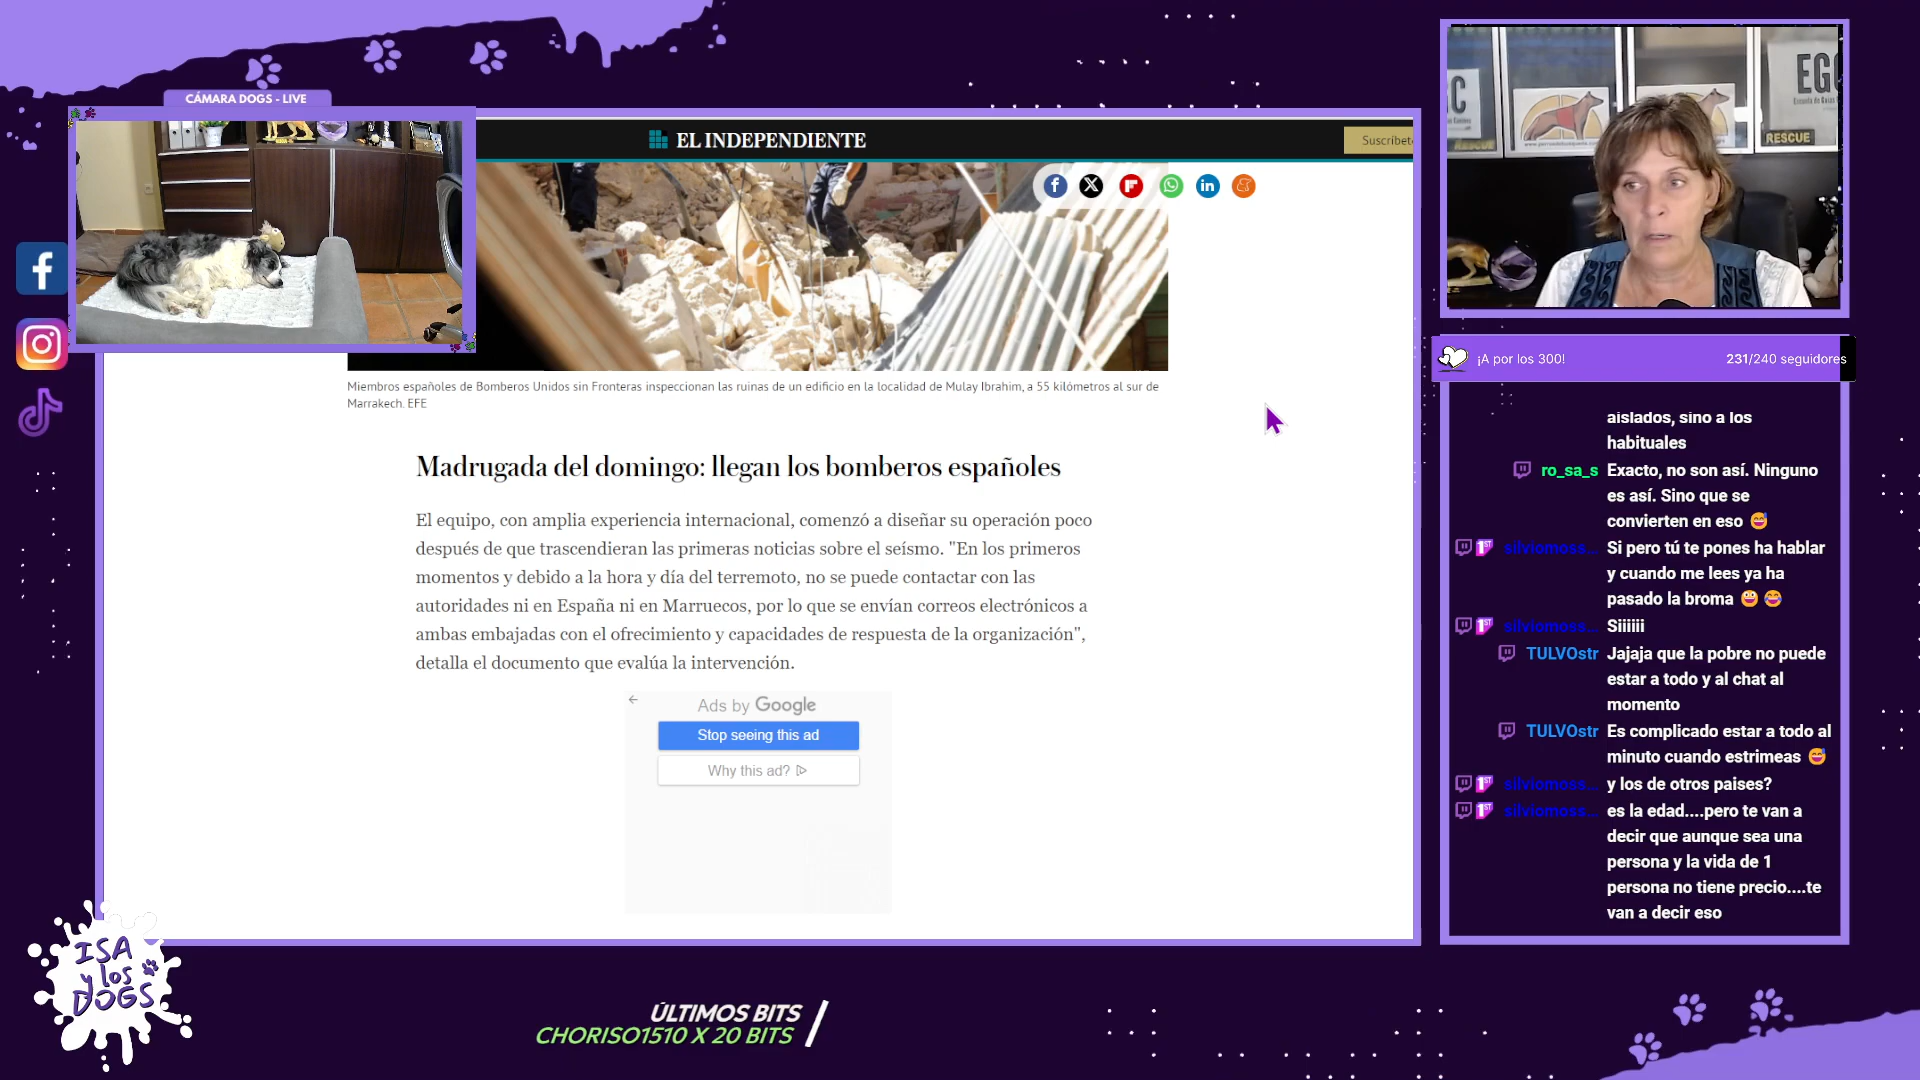 CÁMARA DOGS - LIVE
EL INDEPENDIENTE
Suscríbet
Miembros españoles de Bomberos Unidos sin Fronteras inspeccionan las ruinas de un edificio en la localidad de Mulay Ibrahim, a 55 kilómetros al sur de
Marrakech. EFE
Madrugada del domingo: llegan los bomberos españoles
El equipo, con amplia experiencia internacional, comenzó a diseñar su operación poco
después de que trascendieran las primeras noticias sobre el seísmo. "En los primeros
momentos y debido a la hora y día del terremoto, no se puede contactar con las
autoridades ni en España ni en Marruecos, por lo que se envían correos electrónicos a
ambas embajadas con el ofrecimiento y capacidades de respuesta de la organización",
detalla el documento que evalúa la intervención.
Ads by Google
Stop seeing this ad
Why this ad?
EGC
RESCUE
RESCUE
¡A por los 300!
231/240 seguidores
aislados, sino a los
habituales
ro_sa_s Exacto, no son así. Ninguno
es así. Sino que se
convierten en eso 😅
1ST silviomoss... Si pero tú te pones ha hablar
y cuando me lees ya ha
pasado la broma 😀 😂
1ST silviomoss... Siiiiii
TULVOstr Jajaja que la pobre no puede
estar a todo y al chat al
momento
TULVOstr Es complicado estar a todo al
minuto cuando estrimeas 😅
1ST silviomoss... y los de otros paises?
1ST silviomoss... es la edad....pero te van a
decir que aunque sea una
persona y la vida de 1
persona no tiene precio....te
van a decir eso
ISA
y los
DOGS
ÚLTIMOS BITS
CHORISO1510 X 20 BITS